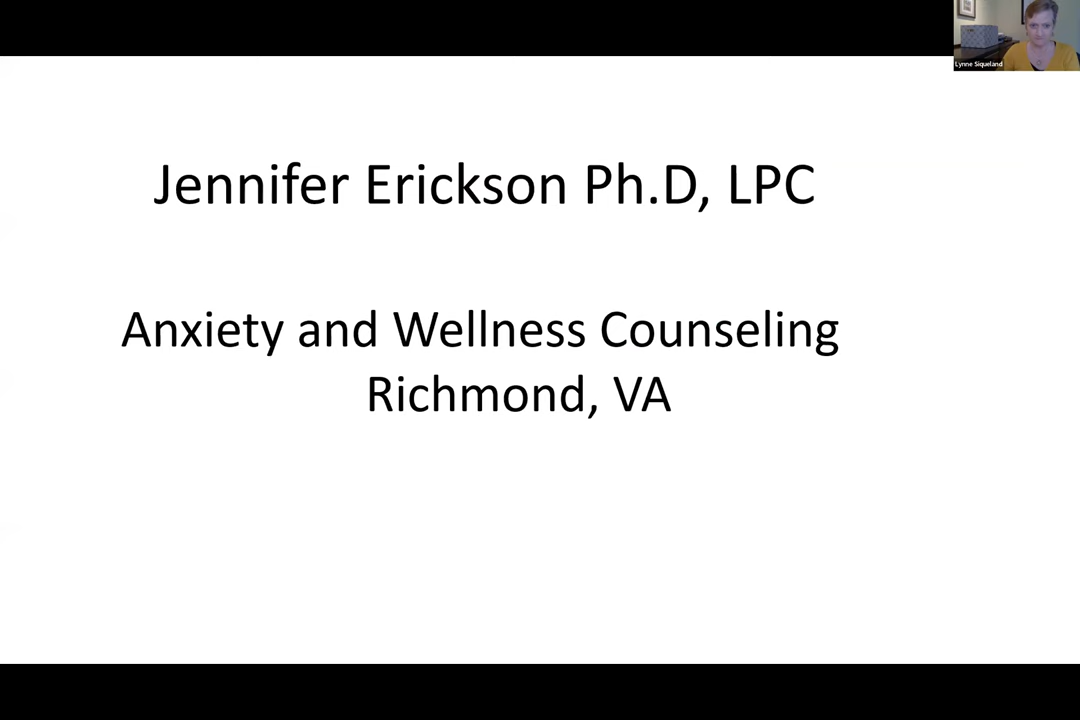 Lynne Siqueland
Jennifer Erickson Ph.D, LPC
Anxiety and Wellness Counseling
Richmond, VA